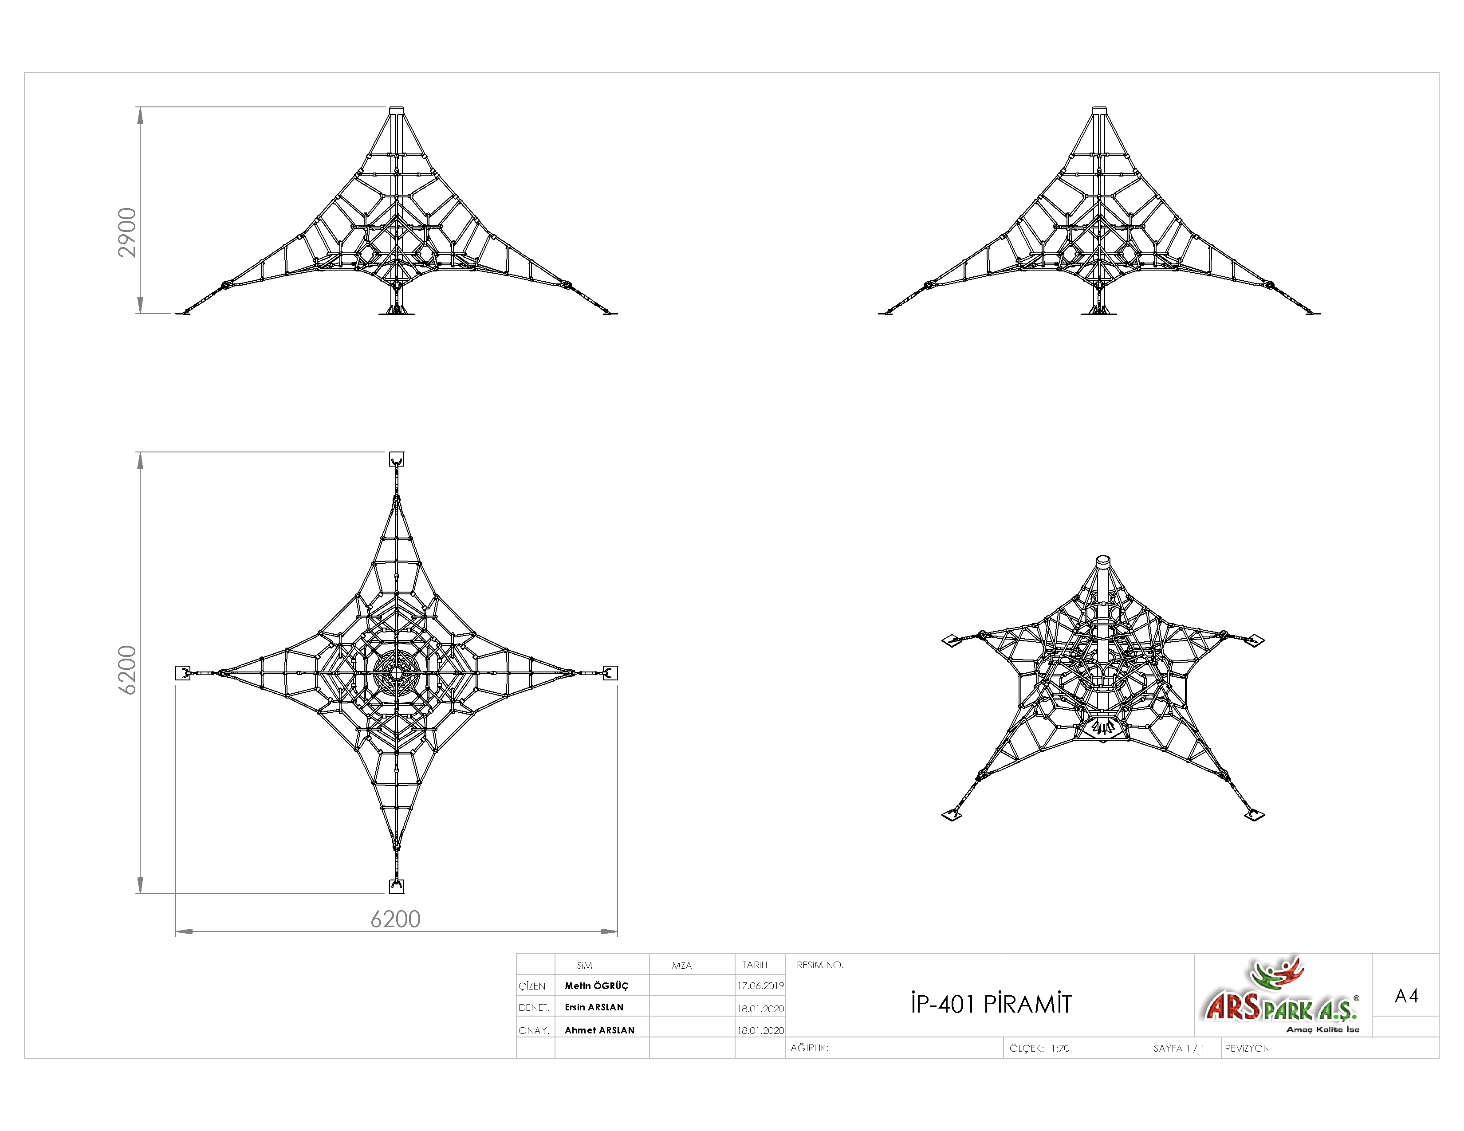 2900
6200
6200
İSİM
İMZA
TARİH
RESİM NO.
ÇİZEN
Metin ÖGRÜÇ
17.06.2019
DENET.
Ersin ARSLAN
18.01.2020
ONAY.
Ahmet ARSLAN
18.01.2020
İP-401 PİRAMİT
ARSPARK A.Ş.®
Amaç Kalite İse
A4
AĞIRLIK:
ÖLÇEK: 1:70
SAYFA 1 / 1
REVİZYON